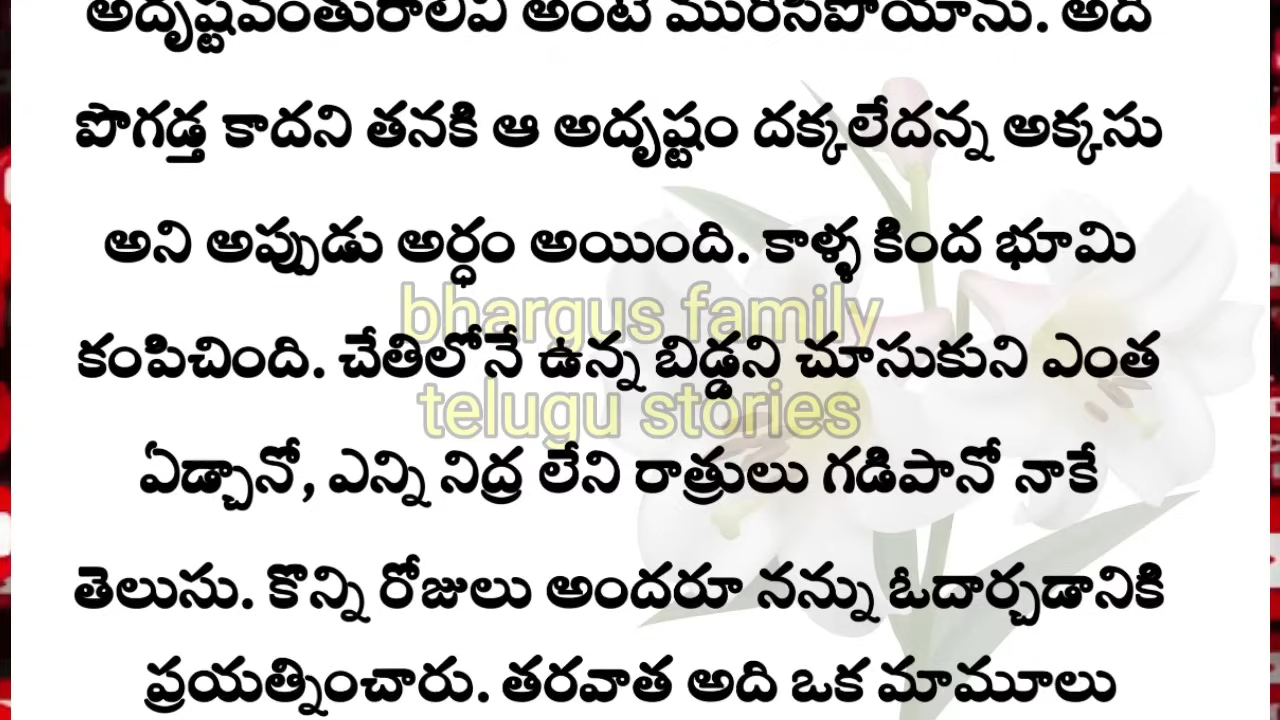 అదృష్టవంతురాలివి అంటే మురిసిపోయాను. అది
పొగడ్త కాదని తనకి ఆ అదృష్టం దక్కలేదన్న అక్కసు
అని అప్పుడు అర్ధం అయింది. కాళ్ళ కింద భూమి
bhargus family
కంపిచింది. చేతిలోనే ఉన్న బిడ్డని చూసుకుని ఎంత
telugu stories
ఏడ్చానో, ఎన్ని నిద్ర లేని రాత్రులు గడిపానో నాకే
తెలుసు. కొన్ని రోజులు అందరూ నన్ను ఓదార్చడానికి
ప్రయత్నించారు. తరవాత అది ఒక మామూలు